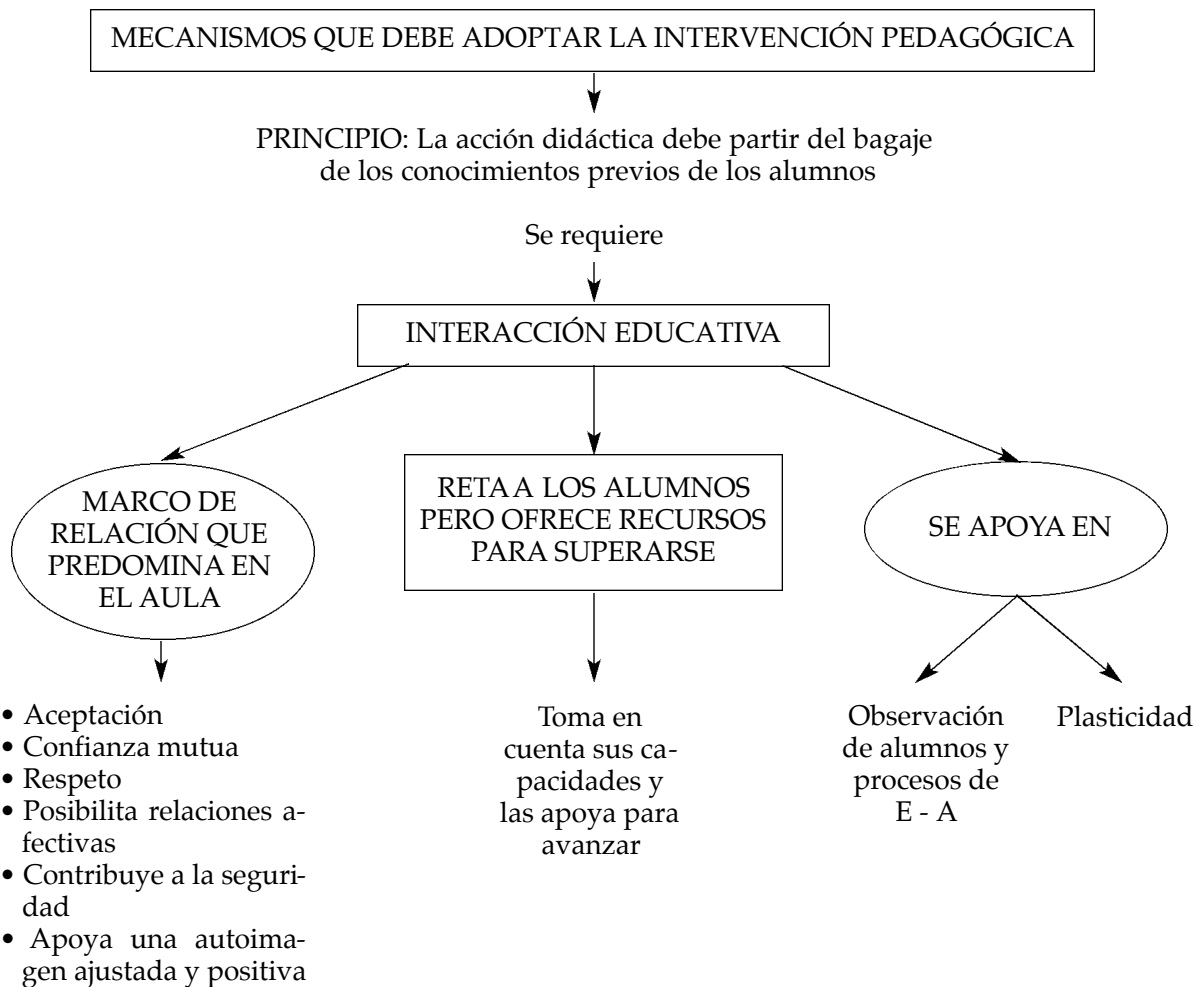 MECANISMOS QUE DEBE ADOPTAR LA INTERVENCIÓN PEDAGÓGICA
PRINCIPIO: La acción didáctica debe partir del bagaje
de los conocimientos previos de los alumnos
Se requiere
INTERACCIÓN EDUCATIVA
MARCO DE
RELACIÓN QUE
PREDOMINA EN
EL AULA
RETA A LOS ALUMNOS
PERO OFRECE RECURSOS
PARA SUPERARSE
SE APOYA EN
• Aceptación
• Confianza mutua
• Respeto
• Posibilita relaciones a-
fectivas
• Contribuye a la seguri-
dad
• Apoya una autoima-
gen ajustada y positiva
Toma en
cuenta sus ca-
pacidades y
las apoya para
avanzar
Observación
de alumnos y
procesos de
E - A
Plasticidad